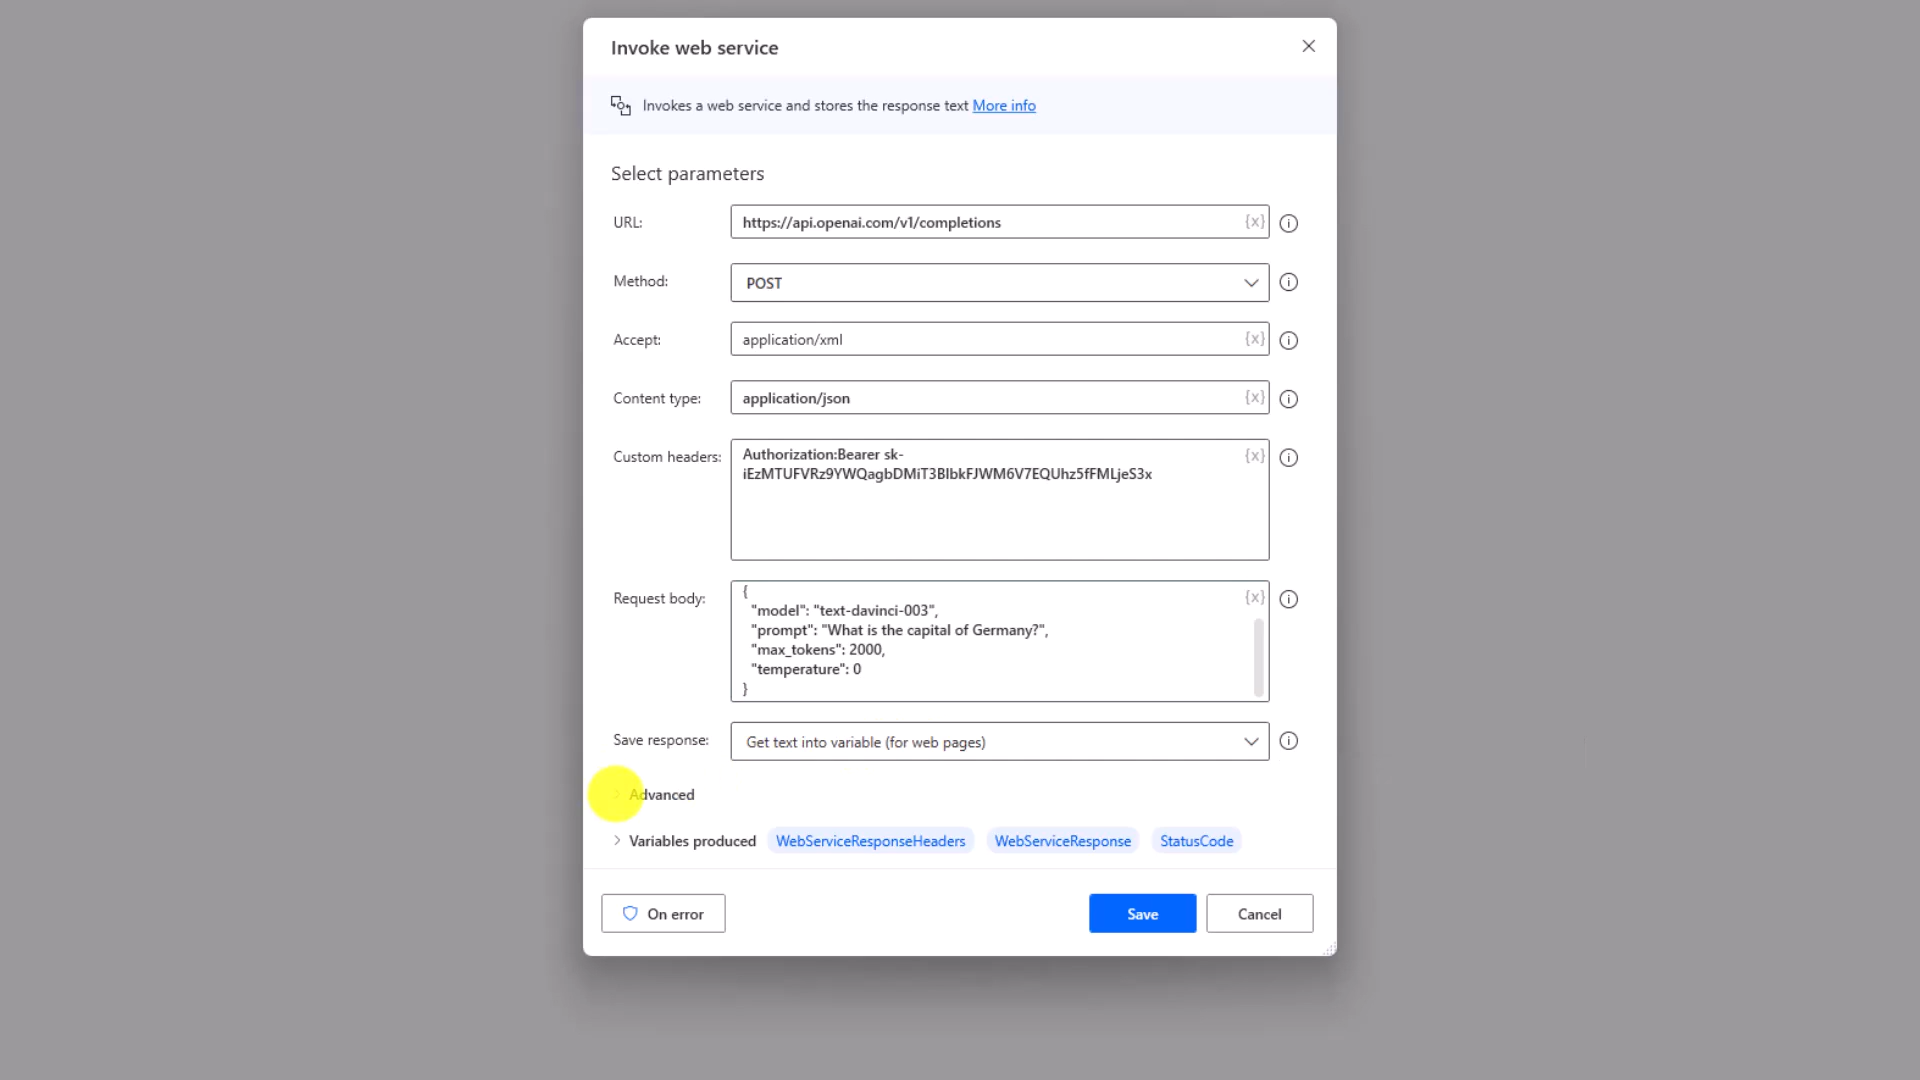 Invoke web service
Invokes a web service and stores the response text More info
Select parameters
URL: https://api.openai.com/v1/completions {x}
Method: POST
Accept: application/xml {x}
Content type: application/json {x}
Custom headers: Authorization:Bearer sk- {x}
iEzMTUFVRz9YWQagbDMiT3BlbkFJWM6V7EQUhz5fFMLjeS3x
Request body: { {x}
"model": "text-davinci-003",
"prompt": "What is the capital of Germany?",
"max_tokens": 2000,
"temperature": 0
}
Save response: Get text into variable (for web pages)
Advanced
Variables produced WebServiceResponseHeaders WebServiceResponse StatusCode
On error Save Cancel